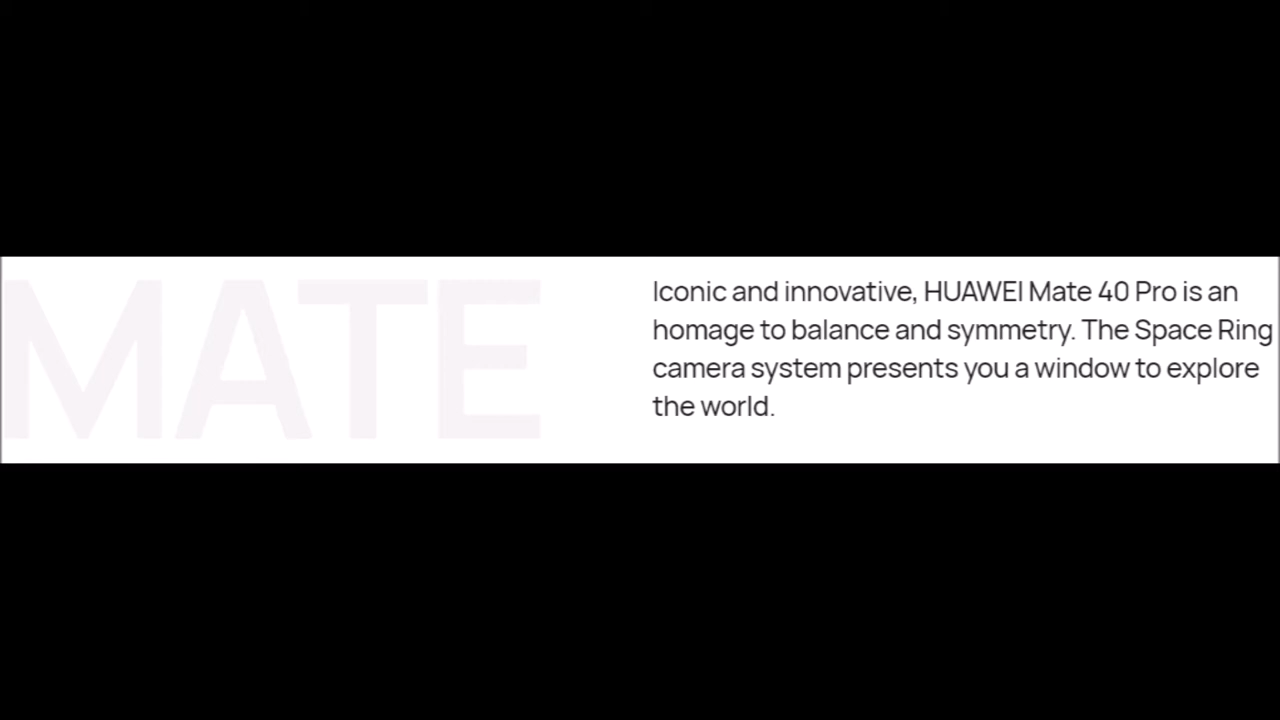 MATE
Iconic and innovative, HUAWEI Mate 40 Pro is an
homage to balance and symmetry. The Space Ring
camera system presents you a window to explore
the world.